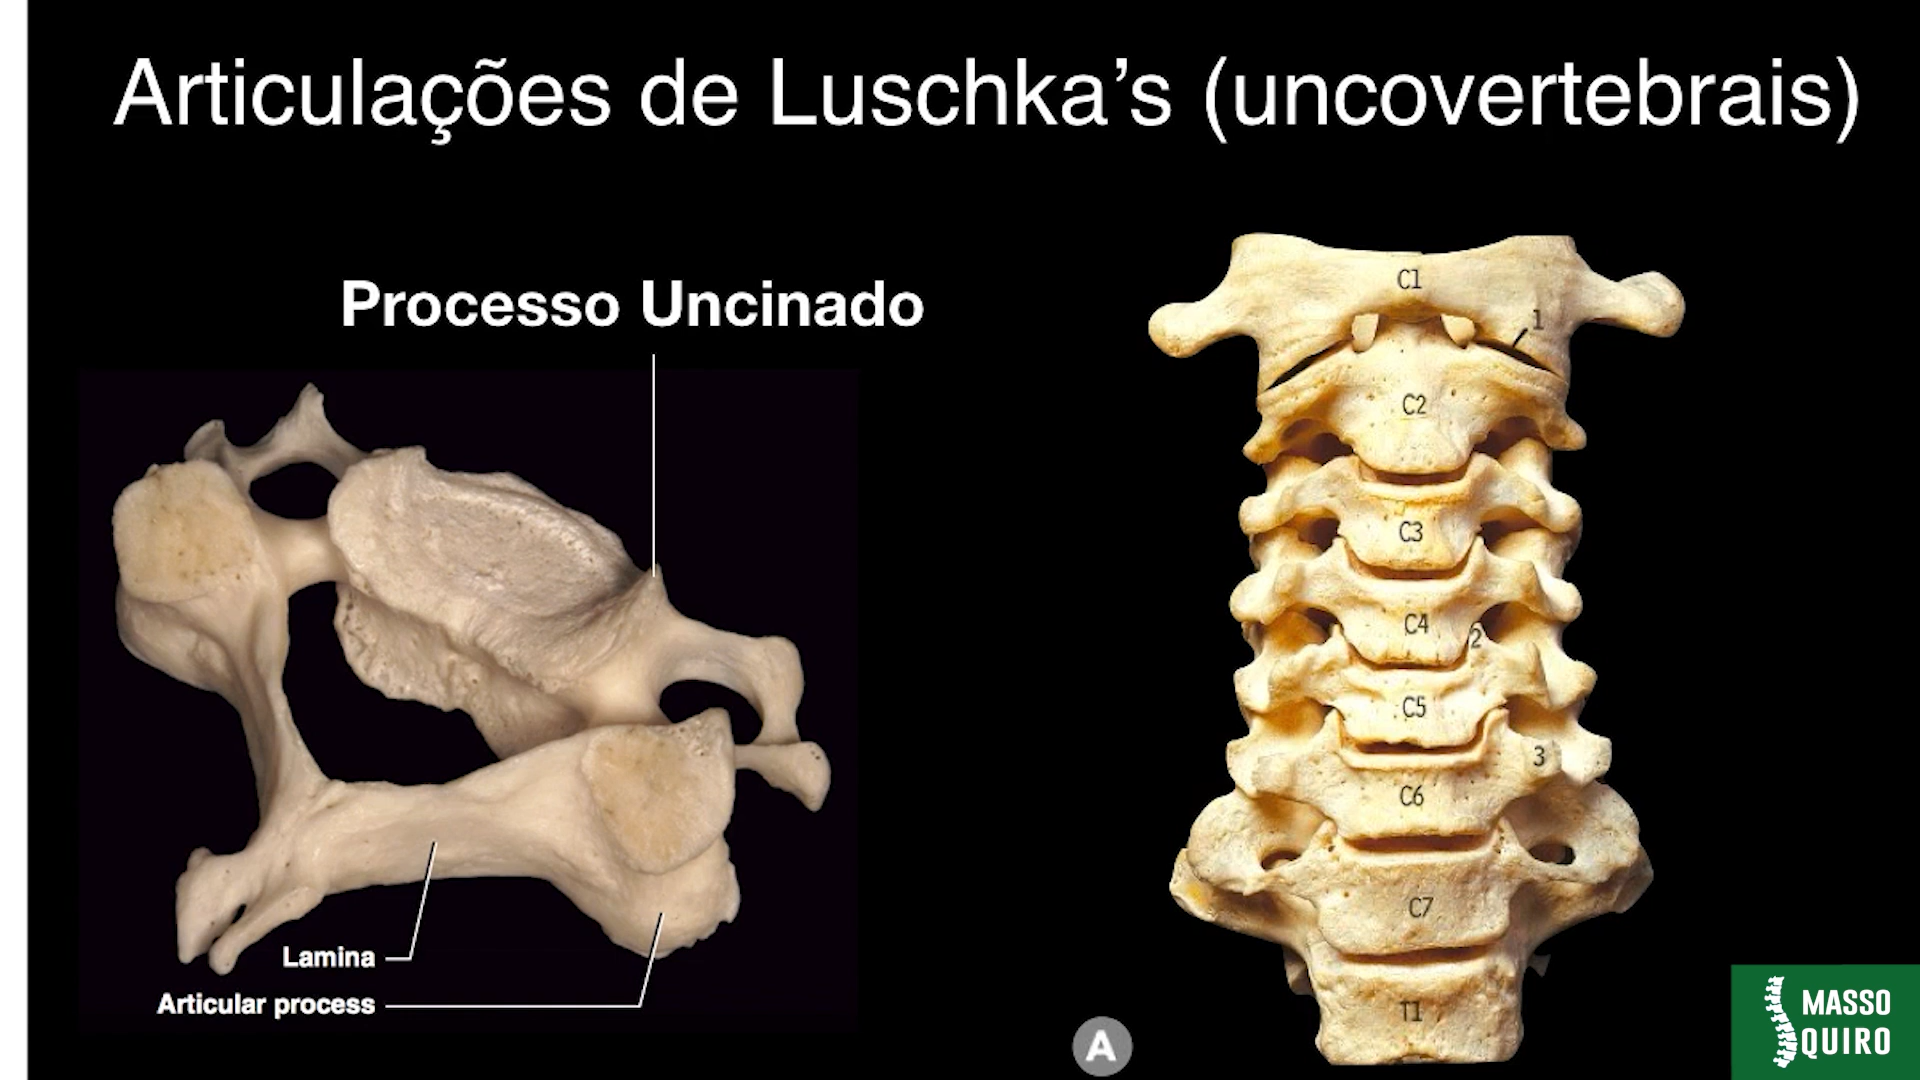 Articulações de Luschka’s (uncovertebrais)
Processo Uncinado
Lamina
Articular process
C1
1
C2
C3
C4
2
C5
3
C6
C7
T1
A
MASSO
QUIRO